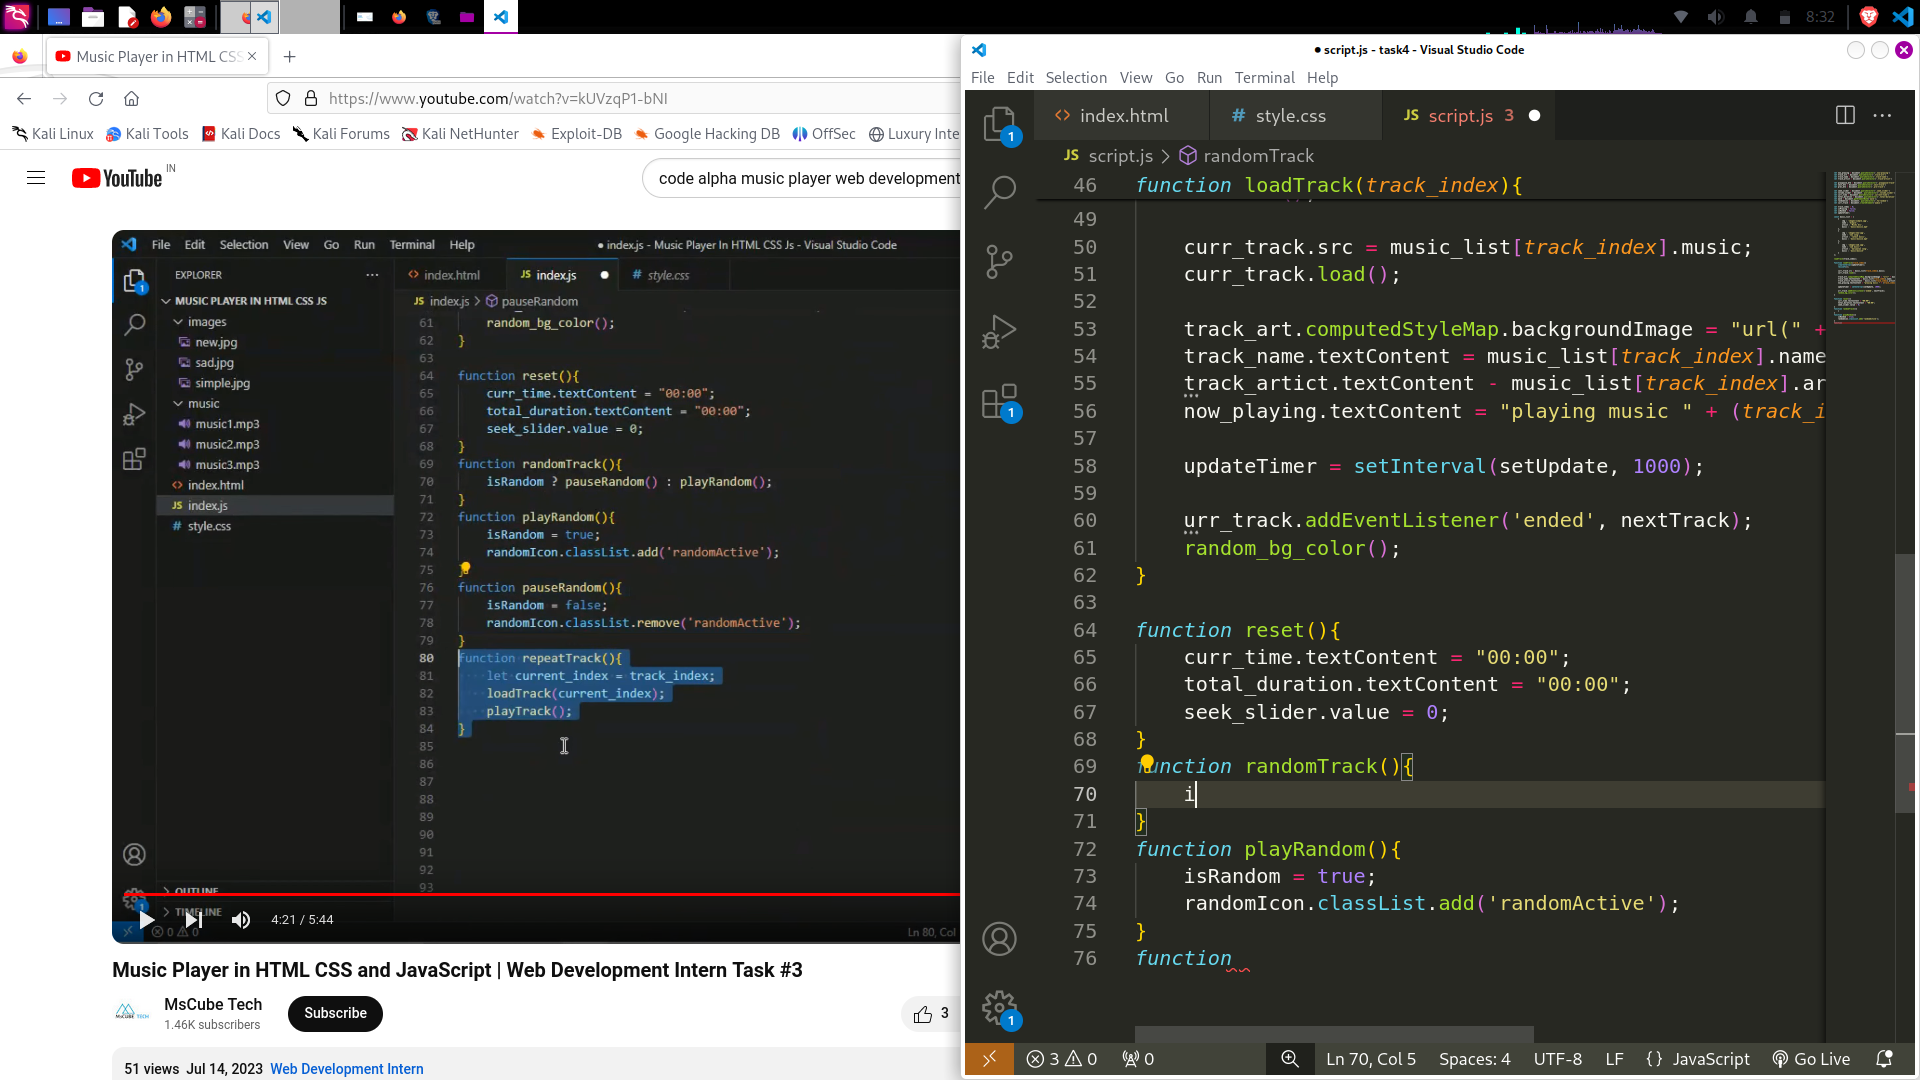 8:32
Music Player in HTML CSS
https://www.youtube.com/watch?v=kUVzqP1-bNI
Kali Linux
Kali Tools
Kali Docs
Kali Forums
Kali NetHunter
Exploit-DB
Google Hacking DB
OffSec
Luxury Inte
YouTube IN
code alpha music player web development
File Edit Selection View Go Run Terminal Help
● index.js - Music Player In HTML CSS Js - Visual Studio Code
EXPLORER
MUSIC PLAYER IN HTML CSS JS
images
new.jpg
sad.jpg
simple.jpg
music
music1.mp3
music2.mp3
music3.mp3
index.html
JS index.js
# style.css
OUTLINE
TIMELINE
index.html
JS index.js
# style.css
JS index.js > pauseRandom
61 random_bg_color();
62 }
63
64 function reset(){
65 curr_time.textContent = "00:00";
66 total_duration.textContent = "00:00";
67 seek_slider.value = 0;
68 }
69 function randomTrack(){
70 isRandom ? pauseRandom() : playRandom();
71 }
72 function playRandom(){
73 isRandom = true;
74 randomIcon.classList.add('randomActive');
75 }
76 function pauseRandom(){
77 isRandom = false;
78 randomIcon.classList.remove('randomActive');
79 }
80 function repeatTrack(){
81 let current_index = track_index;
82 loadTrack(current_index);
83 playTrack();
84 }
85
86
87
88
89
90
91
92
93
4:21 / 5:44
0 0
Ln 80, Col
Music Player in HTML CSS and JavaScript | Web Development Intern Task #3
MsCube Tech
1.46K subscribers
Subscribe
3
51 views Jul 14, 2023 Web Development Intern
● script.js - task4 - Visual Studio Code
File Edit Selection View Go Run Terminal Help
index.html
# style.css
JS script.js 3
JS script.js > randomTrack
46 function loadTrack(track_index){
49
50 curr_track.src = music_list[track_index].music;
51 curr_track.load();
52
53 track_art.computedStyleMap.backgroundImage = "url(" +
54 track_name.textContent = music_list[track_index].name
55 track_artict.textContent - music_list[track_index].ar
56 now_playing.textContent = "playing music " + (track_i
57
58 updateTimer = setInterval(setUpdate, 1000);
59
60 urr_track.addEventListener('ended', nextTrack);
61 random_bg_color();
62 }
63
64 function reset(){
65 curr_time.textContent = "00:00";
66 total_duration.textContent = "00:00";
67 seek_slider.value = 0;
68 }
69 function randomTrack(){
70 i
71 }
72 function playRandom(){
73 isRandom = true;
74 randomIcon.classList.add('randomActive');
75 }
76 function
1
1
1
3 0 0 Ln 70, Col 5 Spaces: 4 UTF-8 LF {} JavaScript Go Live